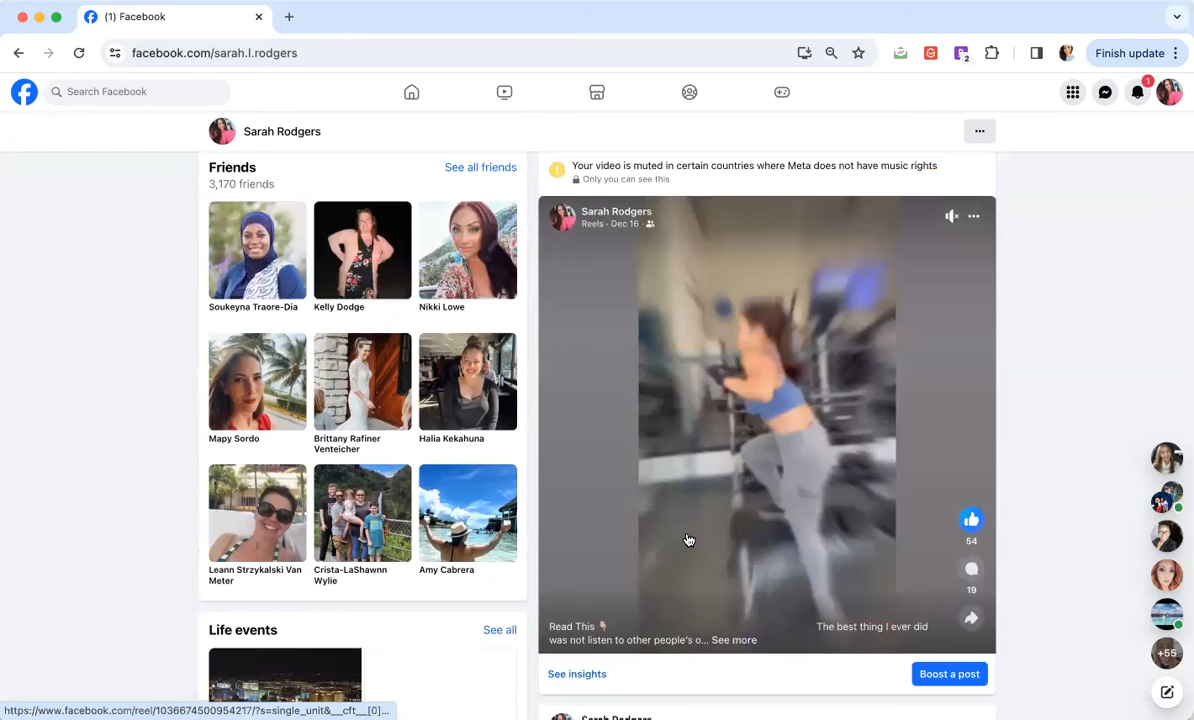 (1) Facebook
facebook.com/sarah.l.rodgers
2
Finish update
Search Facebook
1
Sarah Rodgers
Friends
See all friends
3,170 friends
Soukeyna Traore-Dia
Kelly Dodge
Nikki Lowe
Mapy Sordo
Brittany Rafiner
Venteicher
Halia Kekahuna
Leann Strzykalski Van
Meter
Crista-LaShawnn
Wylie
Amy Cabrera
Life events
See all
Your video is muted in certain countries where Meta does not have music rights
Only you can see this
Sarah Rodgers
Reels · Dec 16 ·
54
19
Read This 👇🏼 The best thing I ever did
was not listen to other people's o... See more
See insights
Boost a post
Sarah Rodgers
+55
https://www.facebook.com/reel/1036674500954217/?s=single_unit&__cft__[0]...